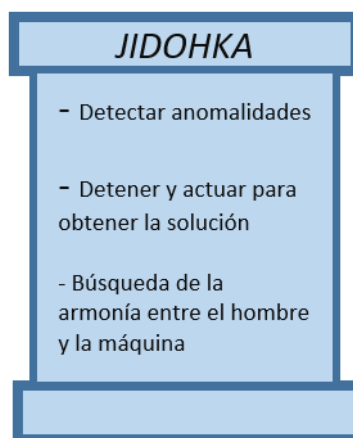 JIDOHKA
- Detectar anomalidades
- Detener y actuar para
obtener la solución
- Búsqueda de la
armonía entre el hombre
y la máquina